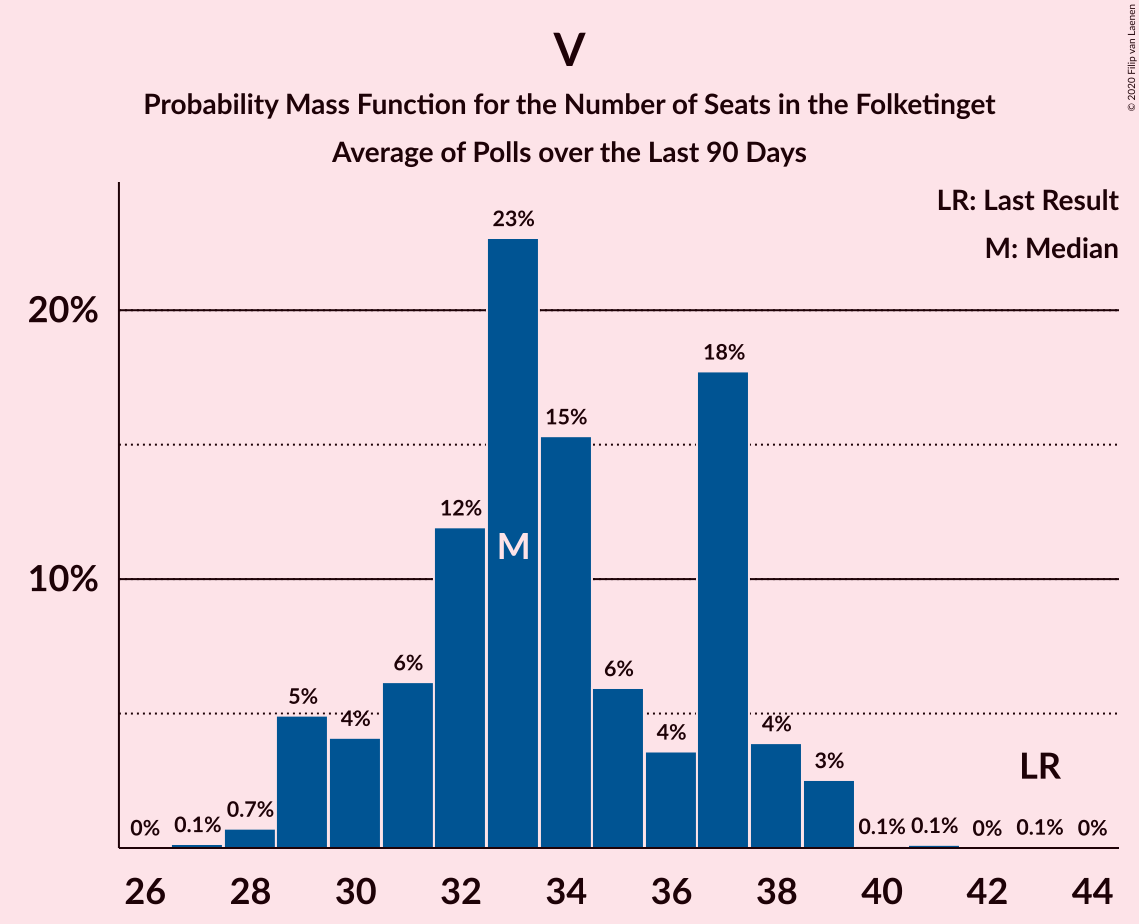 V
Probability Mass Function for the Number of Seats in the Folketinget
Average of Polls over the Last 90 Days
© 2020 Filip van Laenen
LR: Last Result
M: Median
20%
10%
0%
0.1%
0.7%
5%
4%
6%
12%
23%
15%
6%
4%
18%
4%
3%
0.1%
0.1%
0%
0.1%
0%
M
LR
26 28 30 32 34 36 38 40 42 44